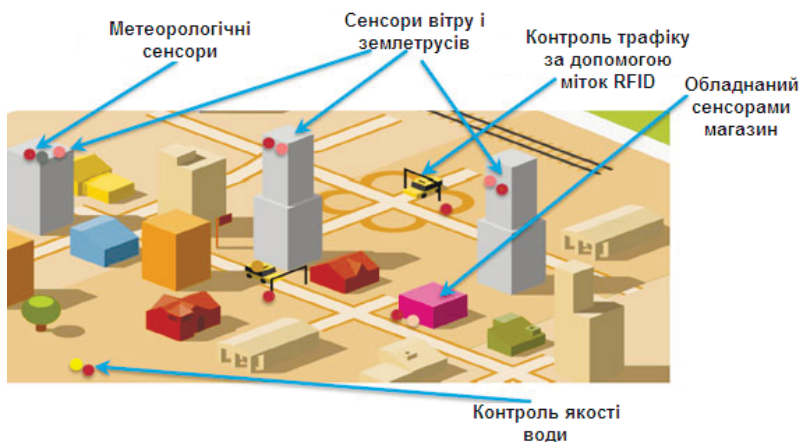 Метеорологічні
сенсори
Сенсори вітру і
землетрусів
Контроль трафіку
за допомогою
міток RFID
Обладнаний
сенсорами
магазин
Контроль якості
води